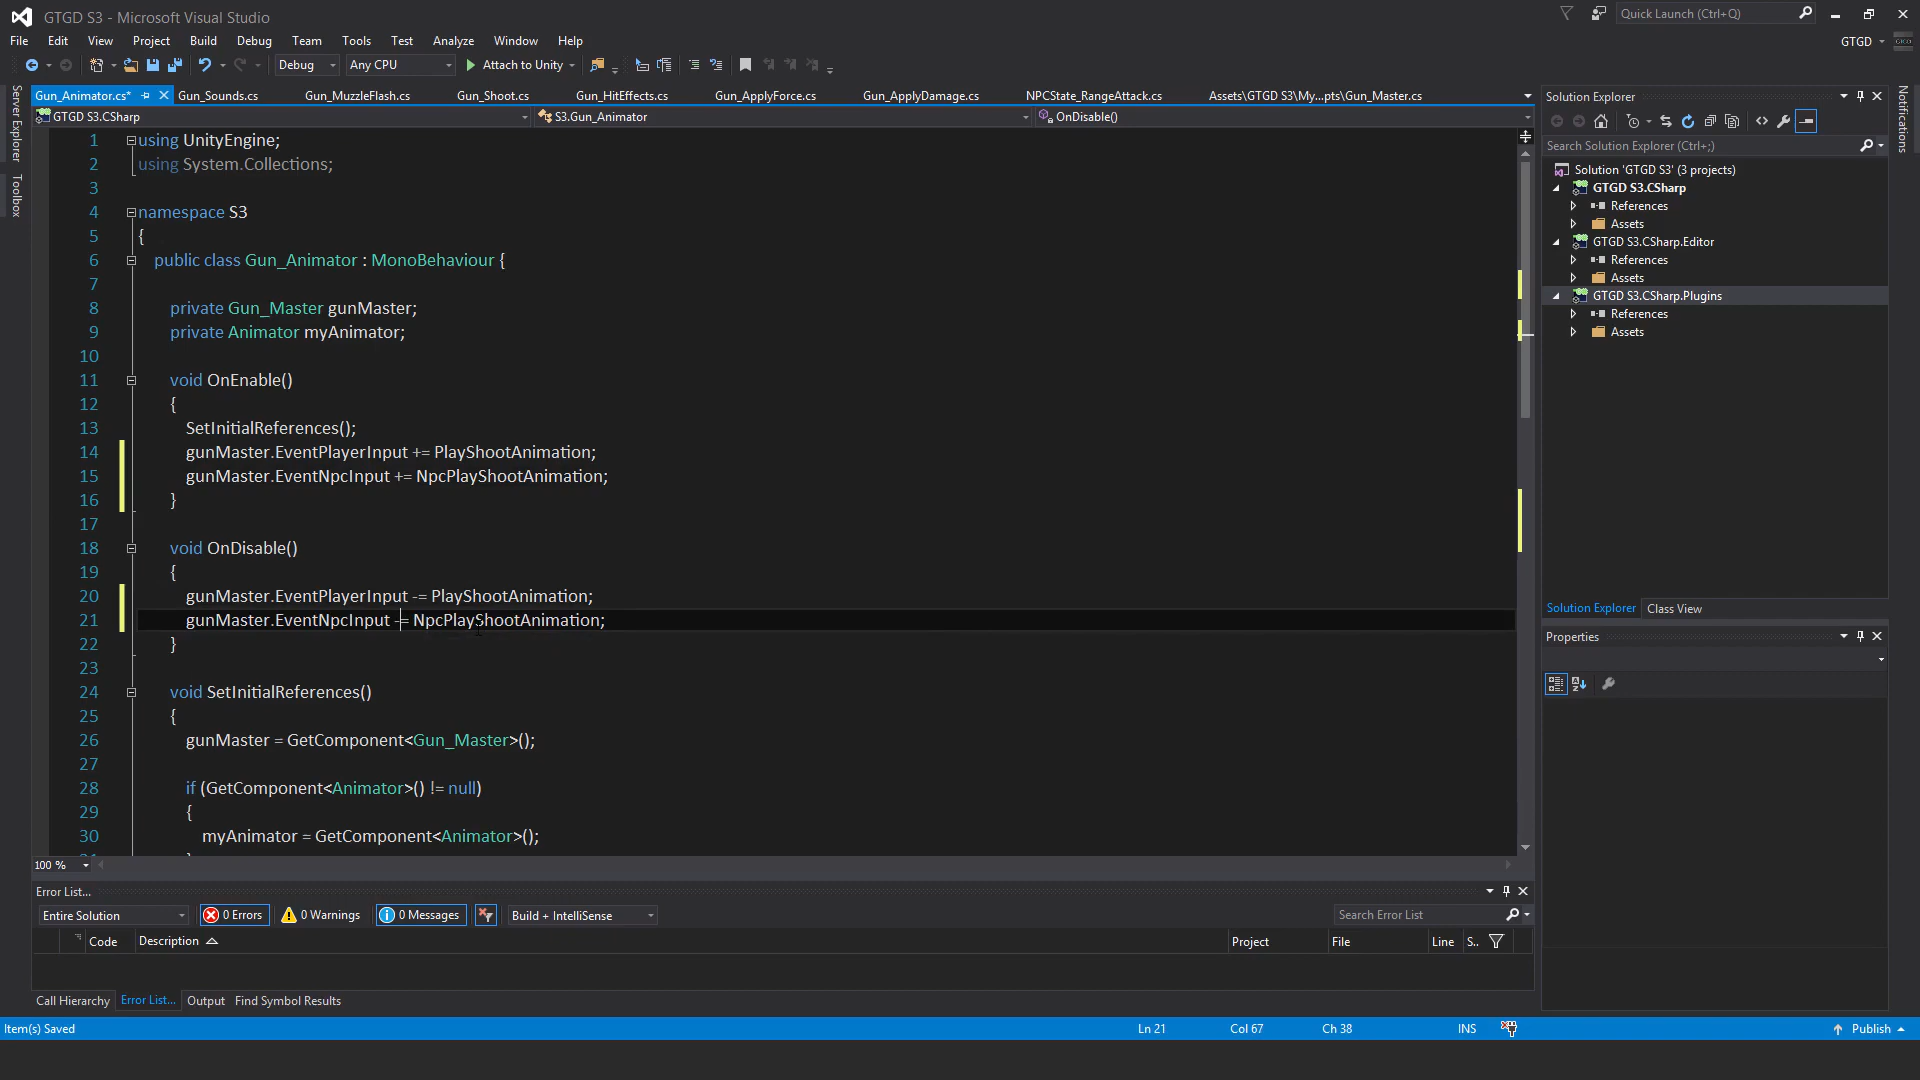 GTGD S3 - Microsoft Visual Studio
Quick Launch (Ctrl+Q)
File Edit View Project Build Debug Team Tools Test Analyze Window Help
GTGD
Debug Any CPU Attach to Unity
Gun_Animator.cs* Gun_Sounds.cs Gun_MuzzleFlash.cs Gun_Shoot.cs Gun_HitEffects.cs Gun_ApplyForce.cs Gun_ApplyDamage.cs NPCState_RangeAttack.cs Assets\GTGD S3\My...pts\Gun_Master.cs
GTGD S3.CSharp S3.Gun_Animator OnDisable()
Server Explorer
Toolbox
1 using UnityEngine;
2 using System.Collections;
3
4 namespace S3
5 {
6 public class Gun_Animator : MonoBehaviour {
7
8 private Gun_Master gunMaster;
9 private Animator myAnimator;
10
11 void OnEnable()
12 {
13 SetInitialReferences();
14 gunMaster.EventPlayerInput += PlayShootAnimation;
15 gunMaster.EventNpcInput += NpcPlayShootAnimation;
16 }
17
18 void OnDisable()
19 {
20 gunMaster.EventPlayerInput -= PlayShootAnimation;
21 gunMaster.EventNpcInput -= NpcPlayShootAnimation;
22 }
23
24 void SetInitialReferences()
25 {
26 gunMaster = GetComponent<Gun_Master>();
27
28 if (GetComponent<Animator>() != null)
29 {
30 myAnimator = GetComponent<Animator>();
100 %
Error List...
Entire Solution 0 Errors 0 Warnings 0 Messages Build + IntelliSense Search Error List
Code Description Project File Line S..
Call Hierarchy Error List... Output Find Symbol Results
Solution Explorer
Search Solution Explorer (Ctrl+;)
Solution 'GTGD S3' (3 projects)
GTGD S3.CSharp
References
Assets
GTGD S3.CSharp.Editor
References
Assets
GTGD S3.CSharp.Plugins
References
Assets
Solution Explorer Class View
Properties
Notifications
Item(s) Saved Ln 21 Col 67 Ch 38 INS Publish